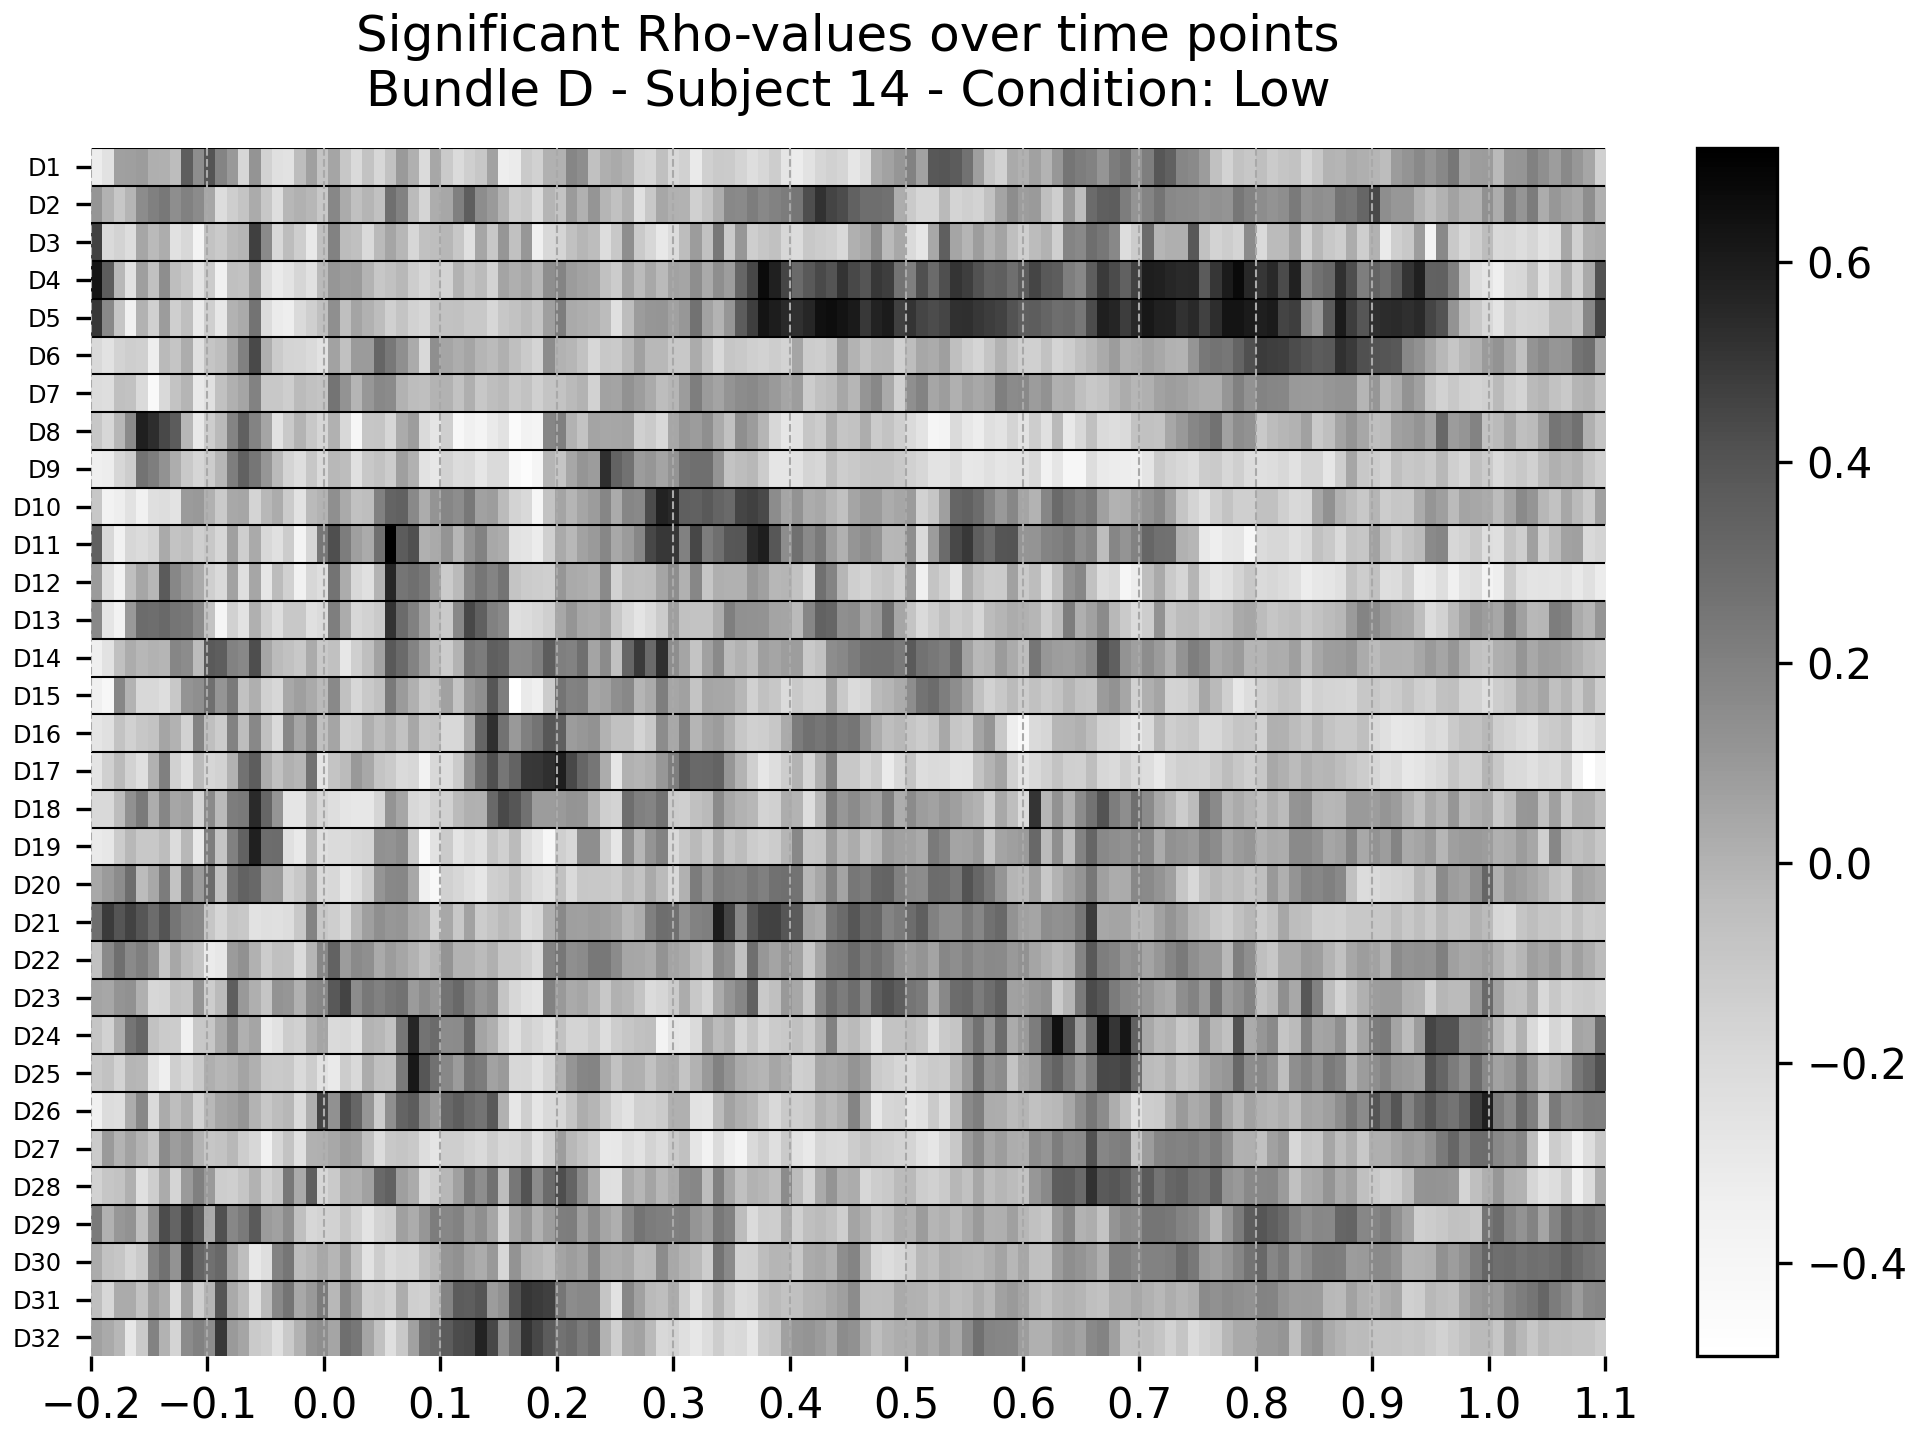 Significant Rho-values over time points
Bundle D - Subject 14 - Condition: Low
D1
D2
D3
D4
D5
D6
D7
D8
D9
D10
D11
D12
D13
D14
D15
D16
D17
D18
D19
D20
D21
D22
D23
D24
D25
D26
D27
D28
D29
D30
D31
D32
−0.2 −0.1 0.0 0.1 0.2 0.3 0.4 0.5 0.6 0.7 0.8 0.9 1.0 1.1
0.6
0.4
0.2
0.0
−0.2
−0.4